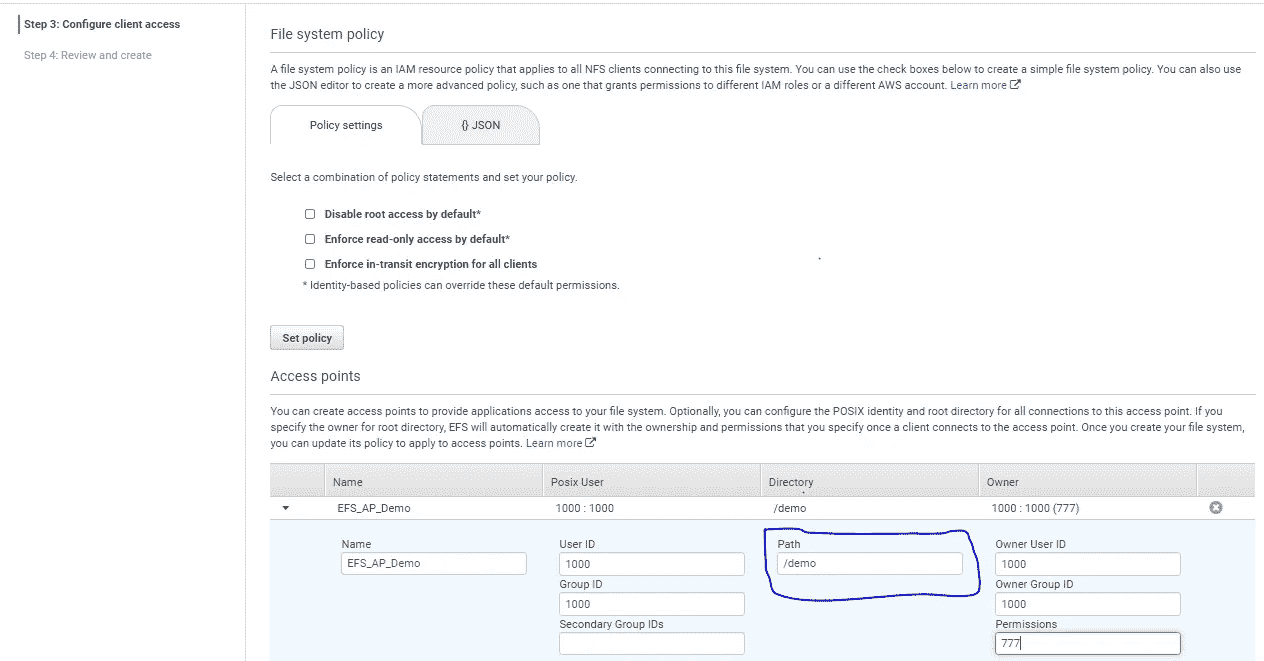 Step 3: Configure client access
Step 4: Review and create
File system policy
A file system policy is an IAM resource policy that applies to all NFS clients connecting to this file system. You can use the check boxes below to create a simple file system policy. You can also use
the JSON editor to create a more advanced policy, such as one that grants permissions to different IAM roles or a different AWS account. Learn more
Policy settings
{} JSON
Select a combination of policy statements and set your policy.
Disable root access by default*
Enforce read-only access by default*
Enforce in-transit encryption for all clients
* Identity-based policies can override these default permissions.
Set policy
Access points
You can create access points to provide applications access to your file system. Optionally, you can configure the POSIX identity and root directory for all connections to this access point. If you
specify the owner for root directory, EFS will automatically create it with the ownership and permissions that you specify once a client connects to the access point. Once you create your file system,
you can update its policy to apply to access points. Learn more
Name Posix User Directory Owner
EFS_AP_Demo 1000 : 1000 /demo 1000 : 1000 (777)
Name User ID Path Owner User ID
EFS_AP_Demo 1000 /demo 1000
Group ID Owner Group ID
1000 1000
Secondary Group IDs Permissions
777